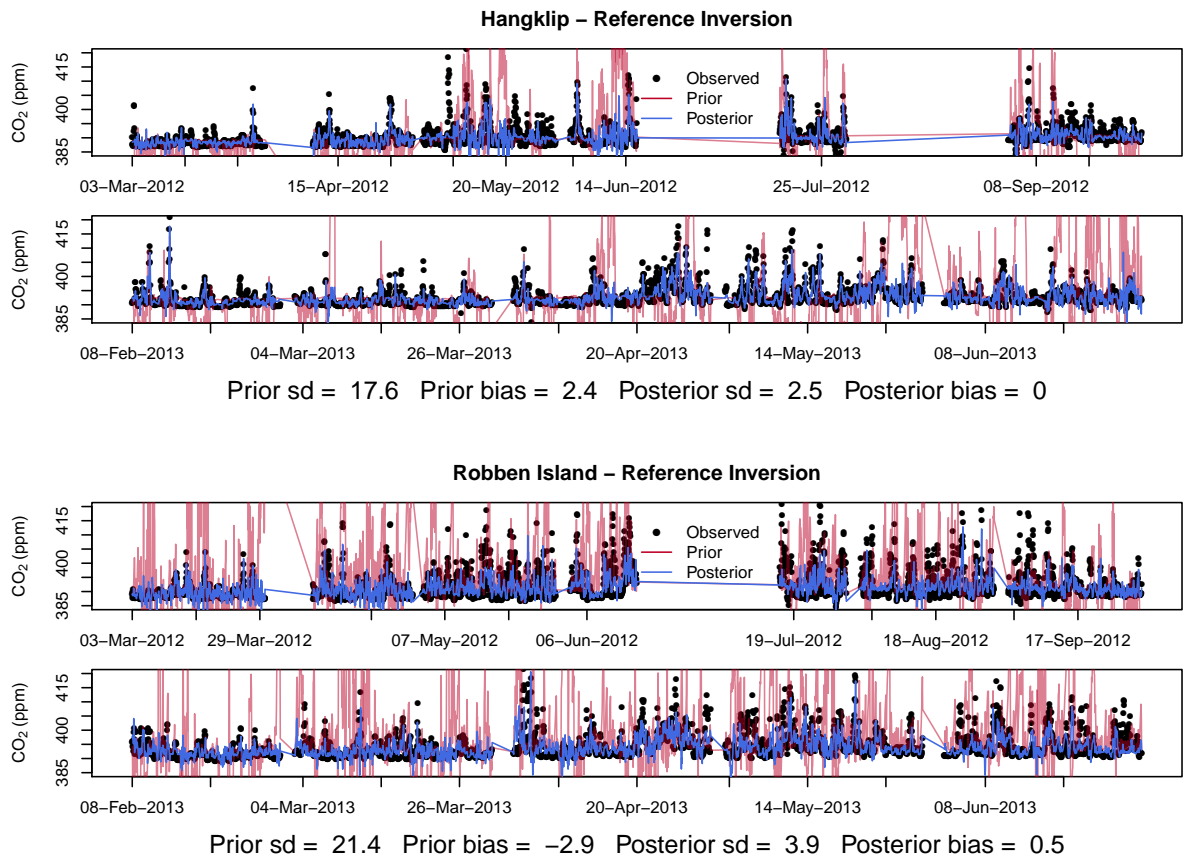 Hangklip − Reference Inversion
CO2 (ppm)
385 400 415
Observed
Prior
Posterior
03−Mar−2012 15−Apr−2012 20−May−2012 14−Jun−2012 25−Jul−2012 08−Sep−2012
CO2 (ppm)
385 400 415
08−Feb−2013 04−Mar−2013 26−Mar−2013 20−Apr−2013 14−May−2013 08−Jun−2013
Prior sd = 17.6 Prior bias = 2.4 Posterior sd = 2.5 Posterior bias = 0
Robben Island − Reference Inversion
CO2 (ppm)
385 400 415
Observed
Prior
Posterior
03−Mar−2012 29−Mar−2012 07−May−2012 06−Jun−2012 19−Jul−2012 18−Aug−2012 17−Sep−2012
CO2 (ppm)
385 400 415
08−Feb−2013 04−Mar−2013 26−Mar−2013 20−Apr−2013 14−May−2013 08−Jun−2013
Prior sd = 21.4 Prior bias = −2.9 Posterior sd = 3.9 Posterior bias = 0.5